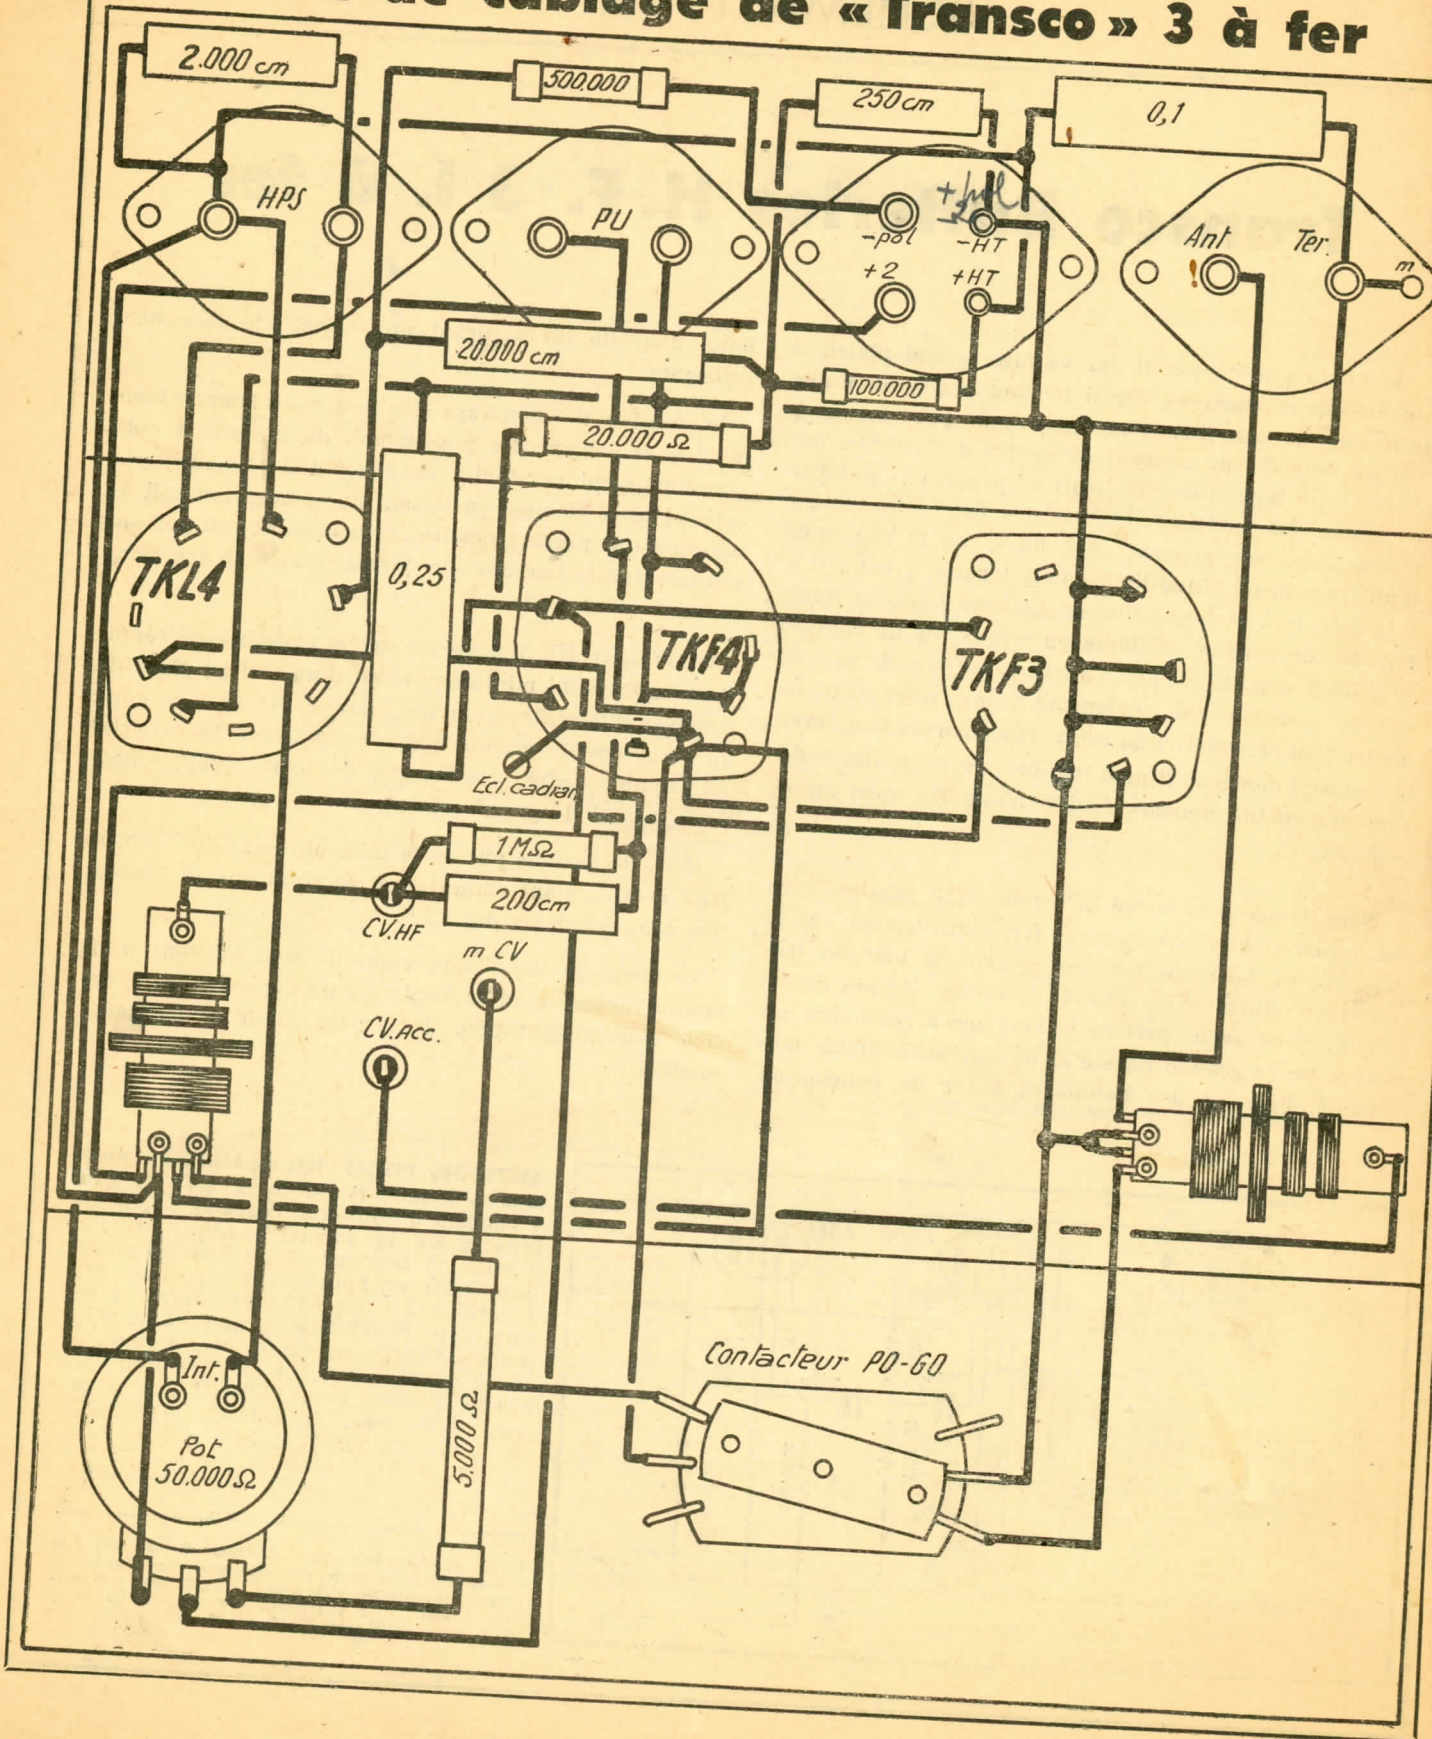 de cablage de « Transco » 3 à fer
2.000 cm
500.000
250 cm
0,1
HPS
PU
+ pol
- pol
- HT
+2
+HT
Ant
Ter.
m
20.000 cm
100.000
20.000 Ω
TKL4
0,25
TKF4
TKF3
Ecl. cadran
1 MΩ
200 cm
CV.HF
m CV
CV.Acc.
Int.
Pot
50.000 Ω
5.000 Ω
Contacteur PO-GO